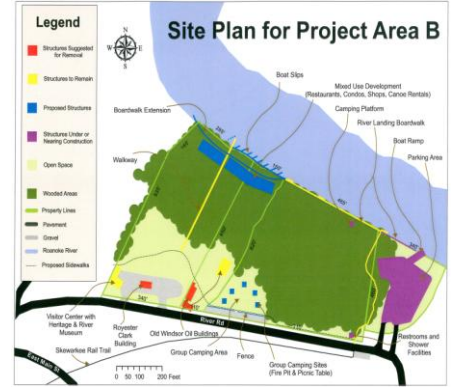 Legend
Structures Suggested
for Removal
Structures to Remain
Proposed Structures
Structures Under or
Nearing Construction
Open Space
Wooded Areas
Property Lines
Pavement
Gravel
Roanoke River
Proposed Sidewalks
Site Plan for Project Area B
N
W
E
S
Boat Slips
Mixed Use Development
(Restaurants, Condos, Shops, Canoe Rentals)
Camping Platform
River Landing Boardwalk
Boat Ramp
Parking Area
Boardwalk Extension
Walkway
Visitor Center with
Heritage & River
Museum
Royester
Clark
Building
Old Windsor Oil Buildings
River Rd
Group Camping Area
Fence
Group Camping Sites
(Fire Pit & Picnic Table)
Restrooms and
Shower
Facilities
Skewarkee Rail Trail
East Main St
0 50 100 200 Feet